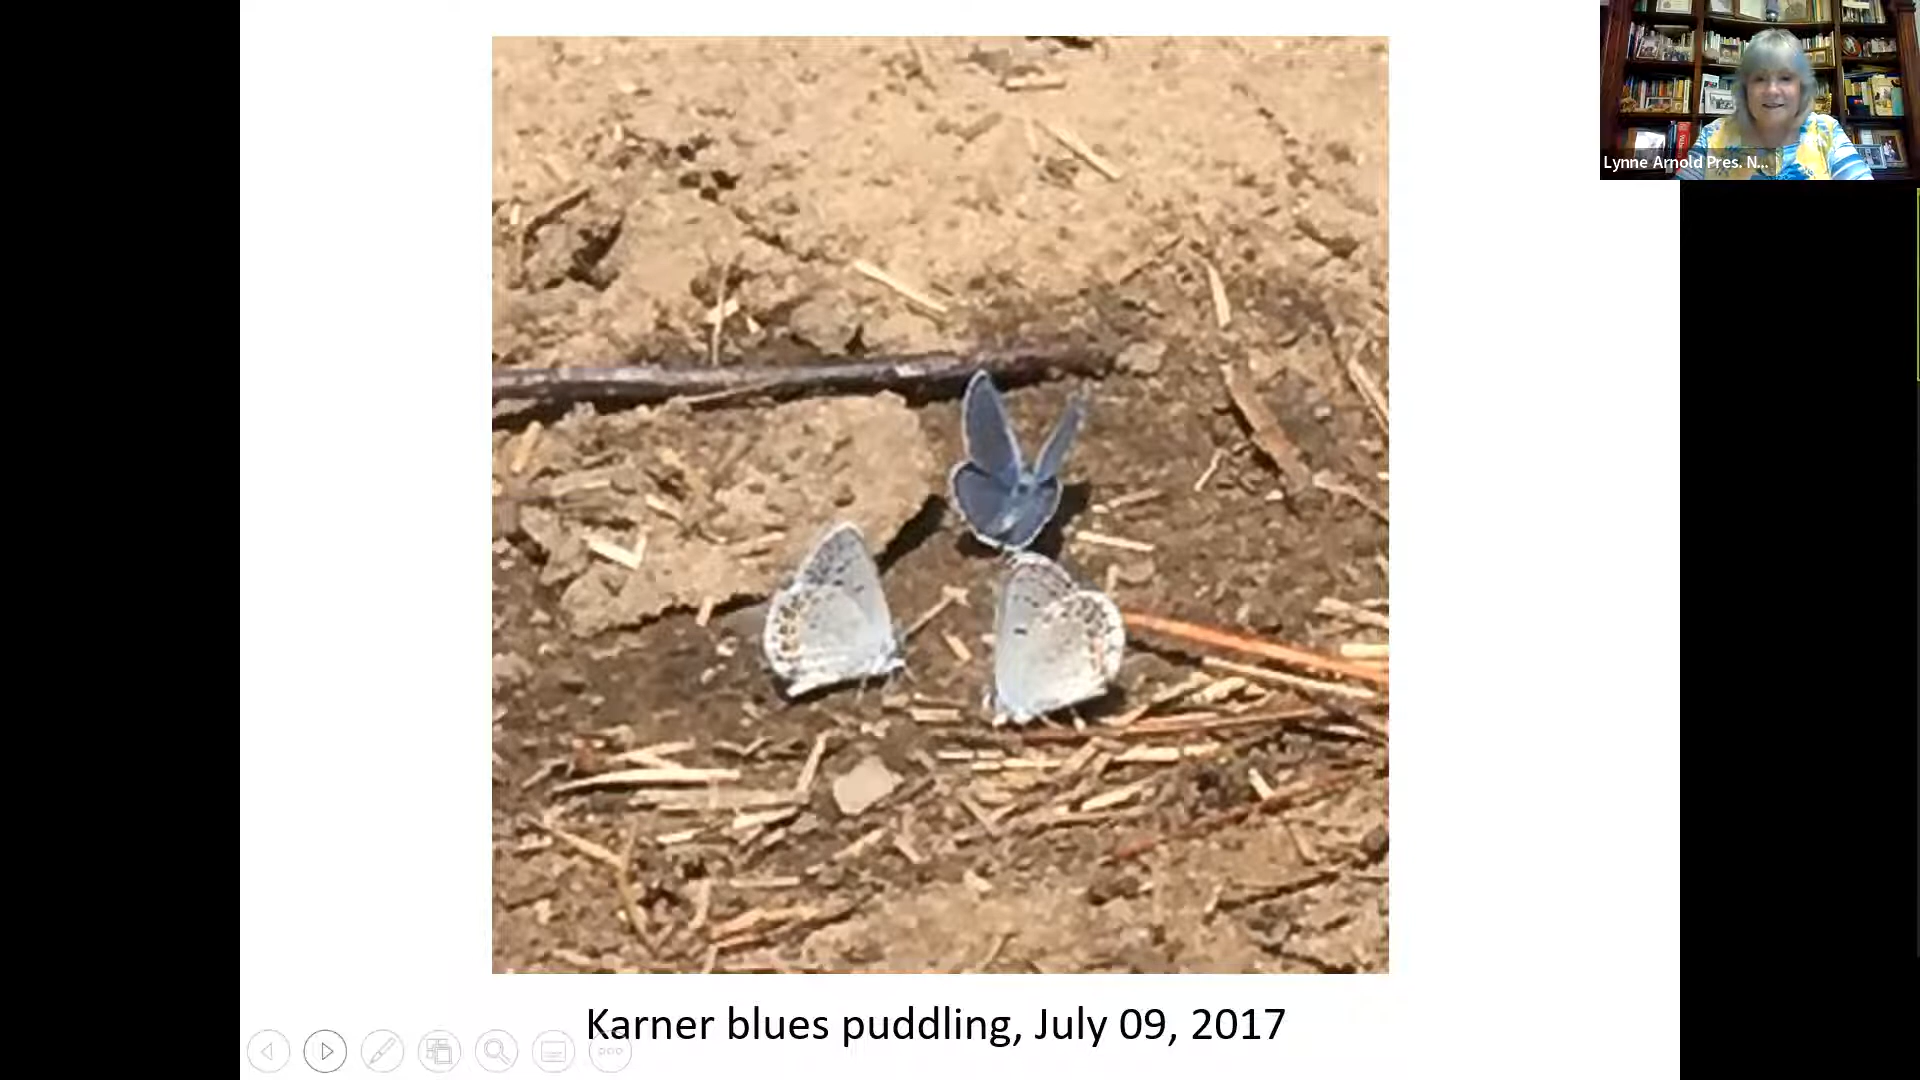 Lynne Arnold Pres. N...
Karner blues puddling, July 09, 2017